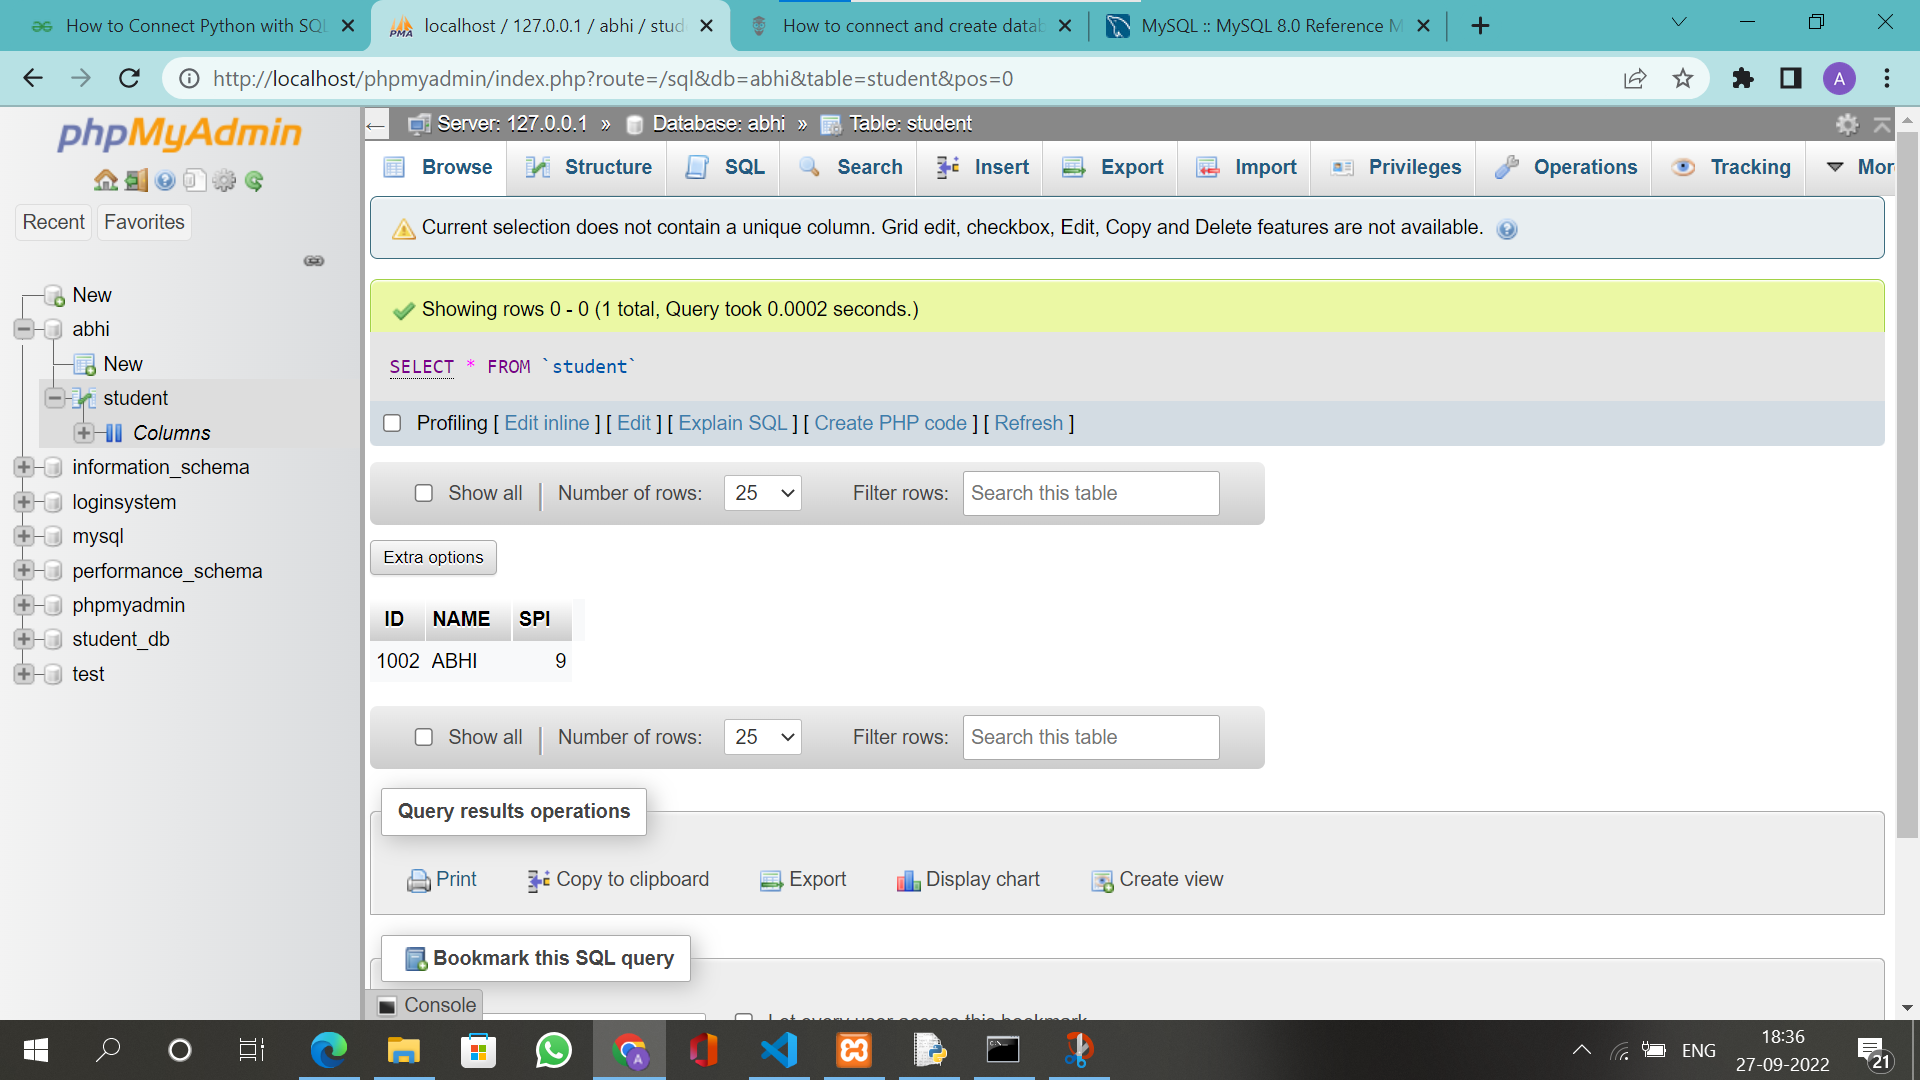 How to Connect Python with SQL
localhost / 127.0.0.1 / abhi / stud
How to connect and create datab
MySQL :: MySQL 8.0 Reference M
http://localhost/phpmyadmin/index.php?route=/sql&db=abhi&table=student&pos=0
A
phpMyAdmin
Server: 127.0.0.1 » Database: abhi » Table: student
Browse Structure SQL Search Insert Export Import Privileges Operations Tracking Mor
Recent Favorites
Current selection does not contain a unique column. Grid edit, checkbox, Edit, Copy and Delete features are not available.
New
abhi
New
student
Columns
information_schema
loginsystem
mysql
performance_schema
phpmyadmin
student_db
test
Showing rows 0 - 0 (1 total, Query took 0.0002 seconds.)
SELECT * FROM `student`
Profiling [ Edit inline ] [ Edit ] [ Explain SQL ] [ Create PHP code ] [ Refresh ]
Show all | Number of rows: 25 Filter rows: Search this table
Extra options
ID NAME SPI
1002 ABHI 9
Show all | Number of rows: 25 Filter rows: Search this table
Query results operations
Print Copy to clipboard Export Display chart Create view
Bookmark this SQL query
Console
Let every user access this bookmark
ENG
18:36
27-09-2022
21